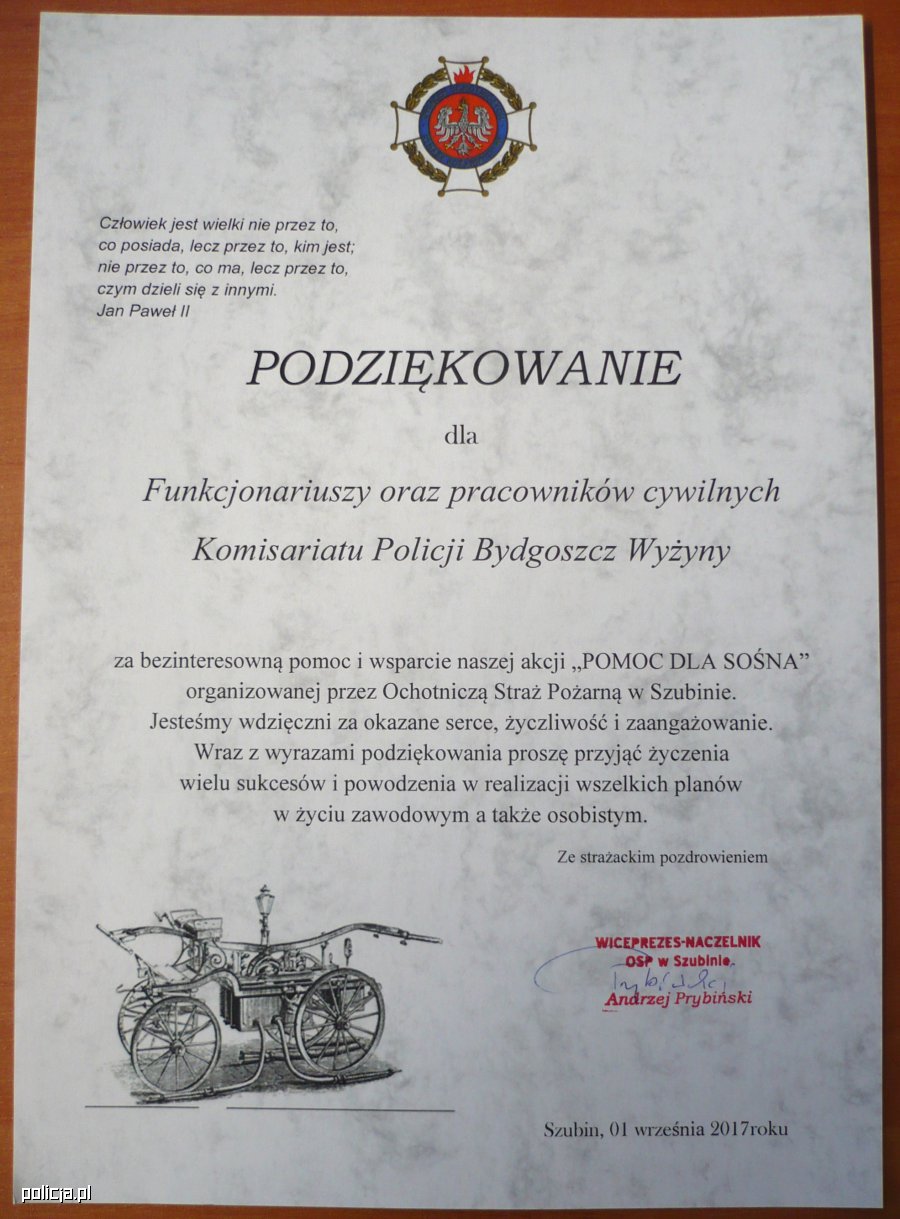 Człowiek jest wielki nie przez to,
co posiada, lecz przez to, kim jest;
nie przez to, co ma, lecz przez to,
czym dzieli się z innymi.
Jan Paweł II
PODZIĘKOWANIE
dla
Funkcjonariuszy oraz pracowników cywilnych
Komisariatu Policji Bydgoszcz Wyżyny
za bezinteresowną pomoc i wsparcie naszej akcji „POMOC DLA SOŚNA”
organizowanej przez Ochotniczą Straż Pożarną w Szubinie.
Jesteśmy wdzięczni za okazane serce, życzliwość i zaangażowanie.
Wraz z wyrazami podziękowania proszę przyjąć życzenia
wielu sukcesów i powodzenia w realizacji wszelkich planów
w życiu zawodowym a także osobistym.
Ze strażackim pozdrowieniem
WICEPREZES-NACZELNIK
OSP w Szubinie
Andrzej Prybiński
Szubin, 01 września 2017roku
policja.pl